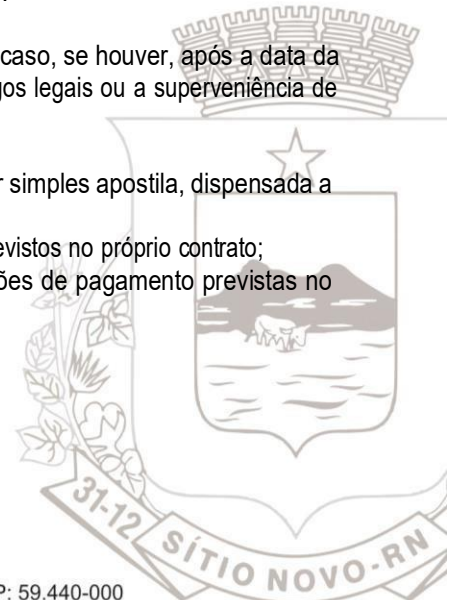 caso, se houver, após a data da
gos legais ou a superveniência de
r simples apostila, dispensada a
evistos no próprio contrato;
ões de pagamento previstas no
31-12
SÍTIO NOVO-RN
P: 59.440-000